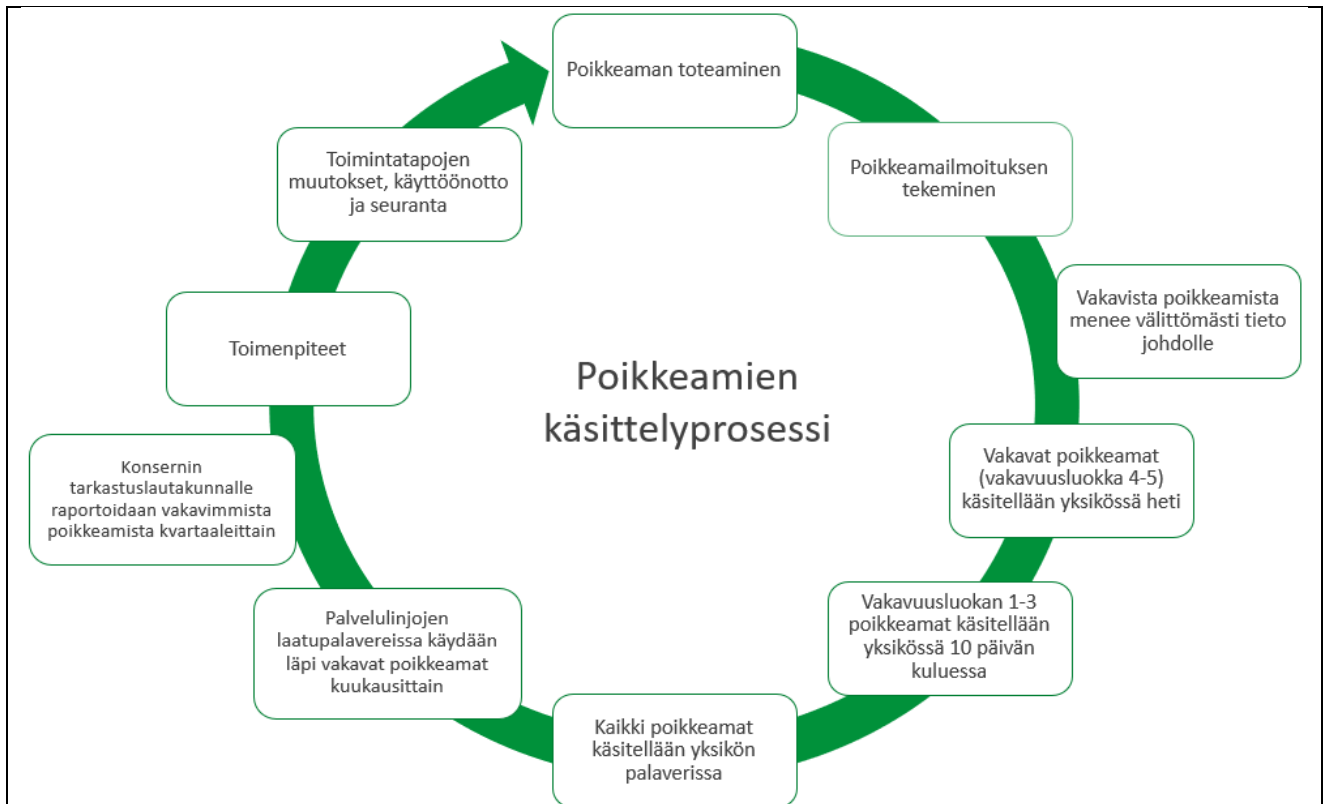 Poikkeaman toteaminen
Poikkeamailmoituksen
tekeminen
Vakavista poikkeamista
menee välittömästi tieto
johdolle
Vakavat poikkeamat
(vakavuusluokka 4-5)
käsitellään yksikössä heti
Vakavuusluokan 1-3
poikkeamat käsitellään
yksikössä 10 päivän
kuluessa
Kaikki poikkeamat
käsitellään yksikön
palaverissa
Palvelulinjojen
laatupalavereissa käydään
läpi vakavat poikkeamat
kuukausittain
Konsernin
tarkastuslautakunnalle
raportoidaan vakavimmista
poikkeamista kvartaaleittain
Toimenpiteet
Toimintatapojen
muutokset, käyttöönotto
ja seuranta
Poikkeamien
käsittelyprosessi